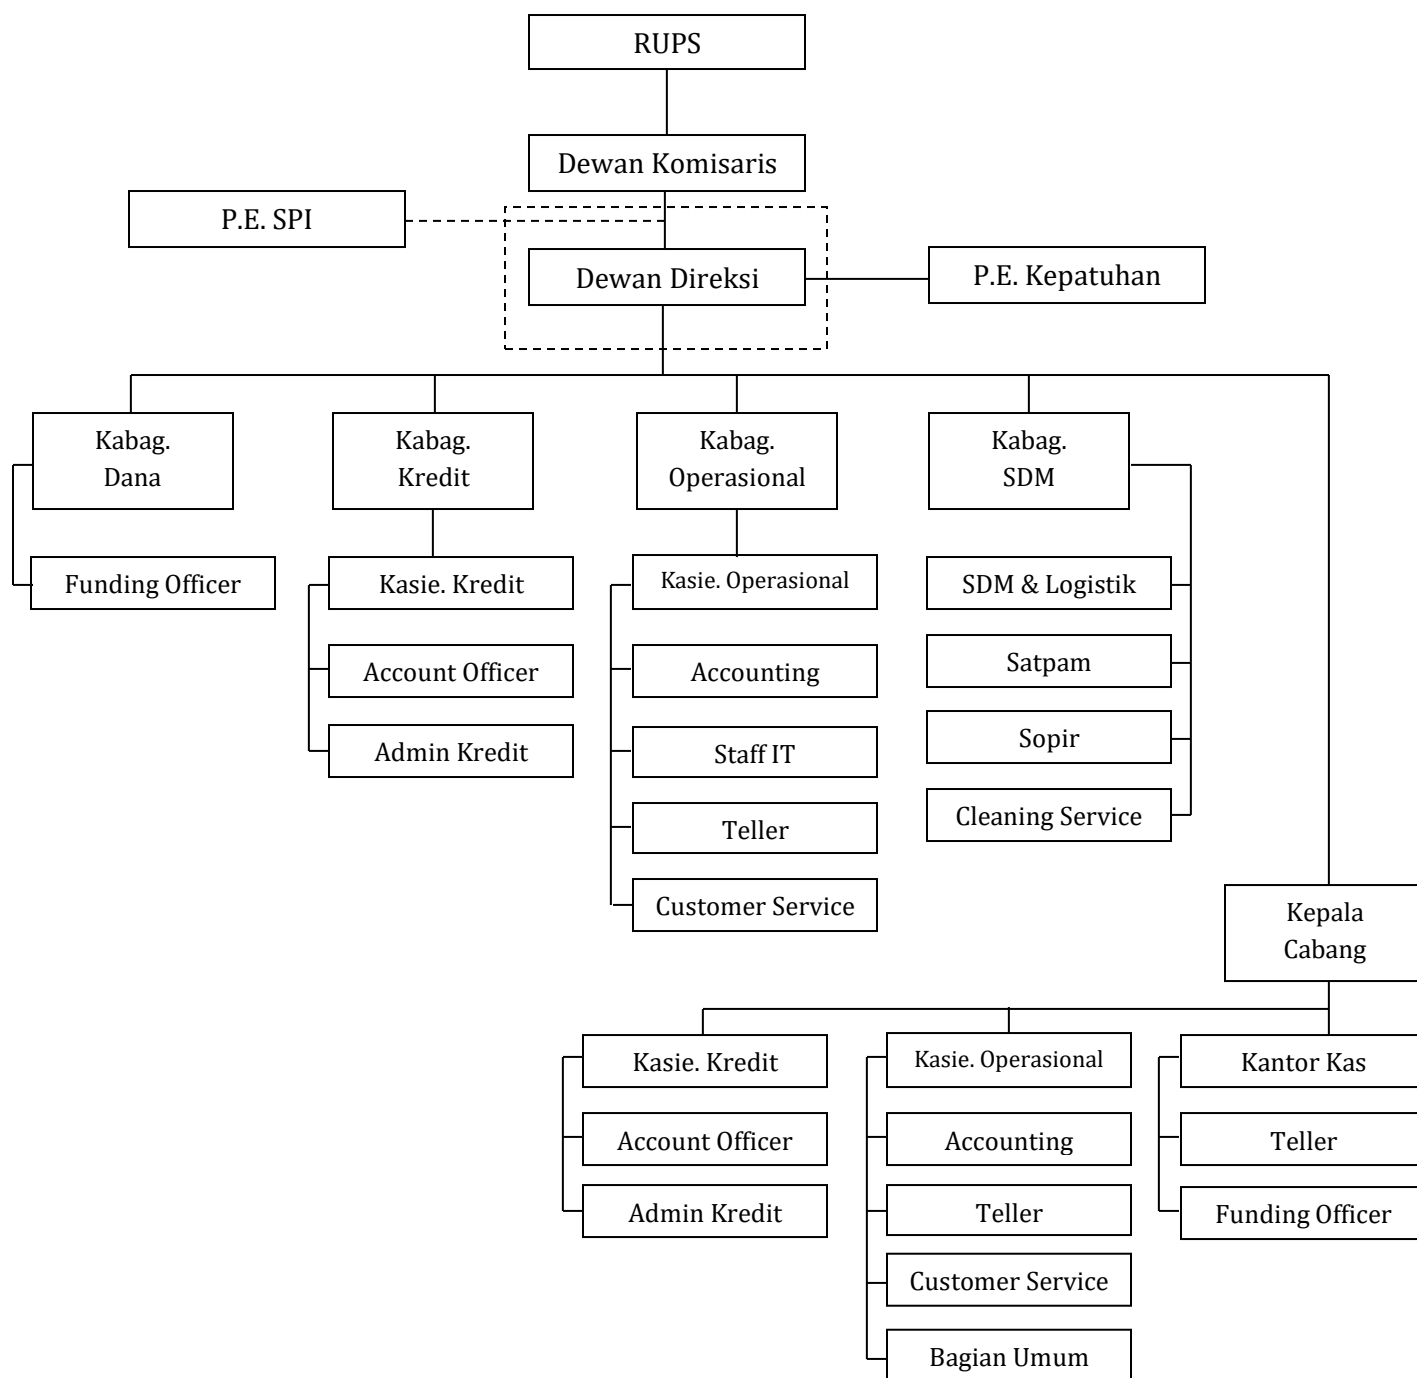 RUPS
Dewan Komisaris
P.E. SPI
Dewan Direksi
P.E. Kepatuhan
Kabag.
Dana
Kabag.
Kredit
Kabag.
Operasional
Kabag.
SDM
Funding Officer
Kasie. Kredit
Kasie. Operasional
SDM & Logistik
Account Officer
Accounting
Satpam
Admin Kredit
Staff IT
Sopir
Teller
Cleaning Service
Customer Service
Kepala
Cabang
Kasie. Kredit
Kasie. Operasional
Kantor Kas
Account Officer
Accounting
Teller
Admin Kredit
Teller
Funding Officer
Customer Service
Bagian Umum